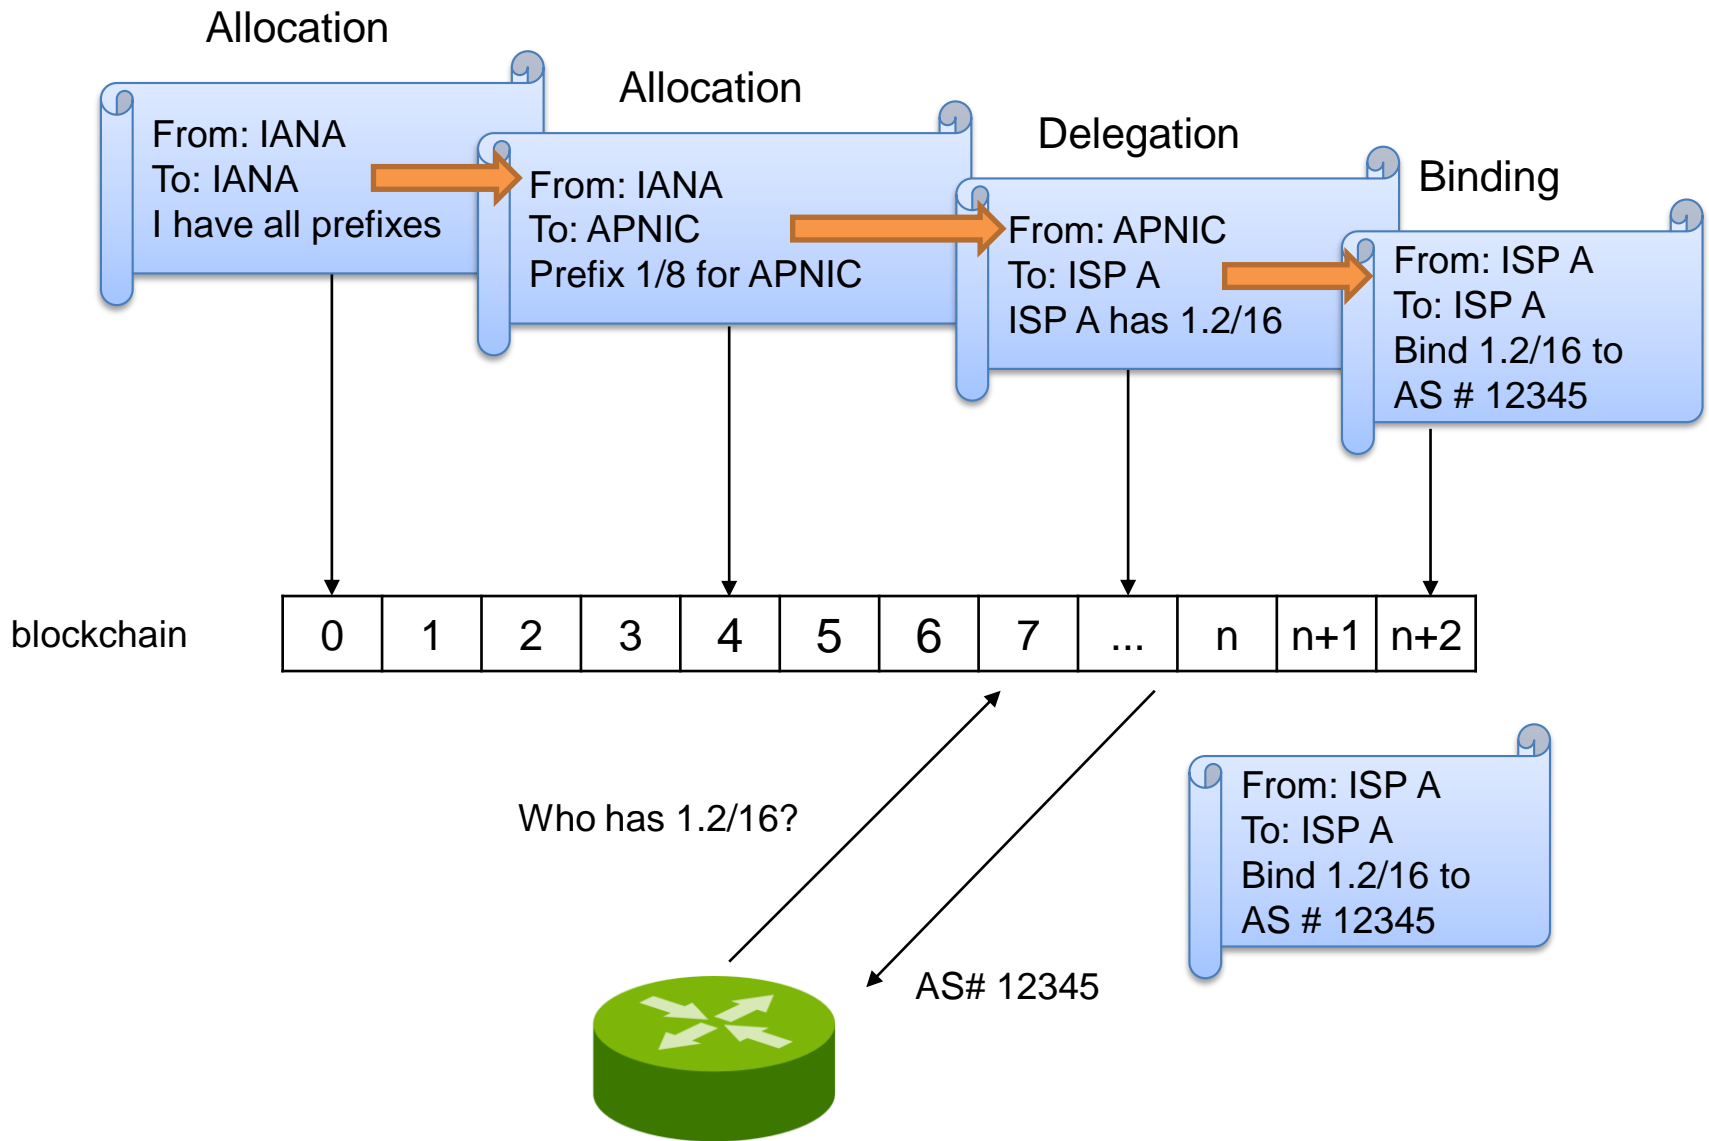 Allocation
From: IANA
To: IANA
I have all prefixes
Allocation
From: IANA
To: APNIC
Prefix 1/8 for APNIC
Delegation
From: APNIC
To: ISP A
ISP A has 1.2/16
Binding
From: ISP A
To: ISP A
Bind 1.2/16 to
AS # 12345
blockchain
0 1 2 3 4 5 6 7 ... n n+1 n+2
Who has 1.2/16?
AS# 12345
From: ISP A
To: ISP A
Bind 1.2/16 to
AS # 12345